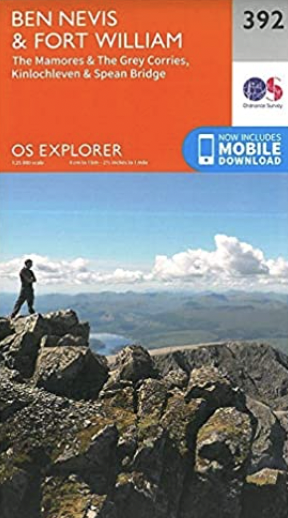 BEN NEVIS
& FORT WILLIAM
392
The Mamores & The Grey Corries,
Kinlochleven & Spean Bridge
OS
Ordnance Survey
OS EXPLORER
1:25 000 scale
4 cm to 1 km - 2½ inches to 1 mile
NOW INCLUDES
MOBILE
DOWNLOAD